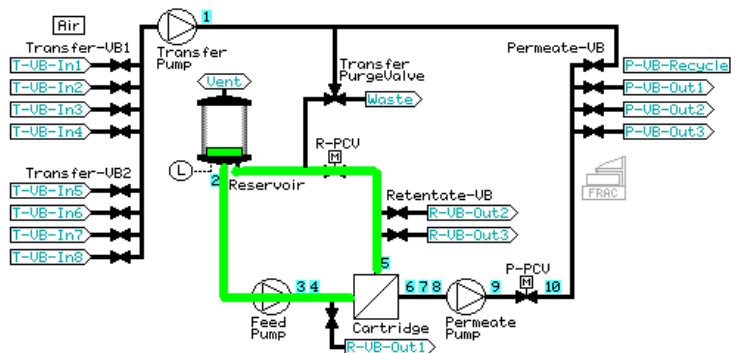 Air
1
Transfer
Pump
Transfer-VB1
T-VB-In1
T-VB-In2
T-VB-In3
T-VB-In4
Transfer-VB2
T-VB-In5
T-VB-In6
T-VB-In7
T-VB-In8
Vent
Transfer
PurgeValve
Waste
Permeate-VB
P-VB-Recycle
P-VB-Out1
P-VB-Out2
P-VB-Out3
FRAC
R-PCV
M
L
2
Reservoir
Retentate-VB
R-VB-Out2
R-VB-Out3
5
3 4
Feed
Pump
Cartridge
R-VB-Out1
6 7 8
Permeate
Pump
9
P-PCV
M
10